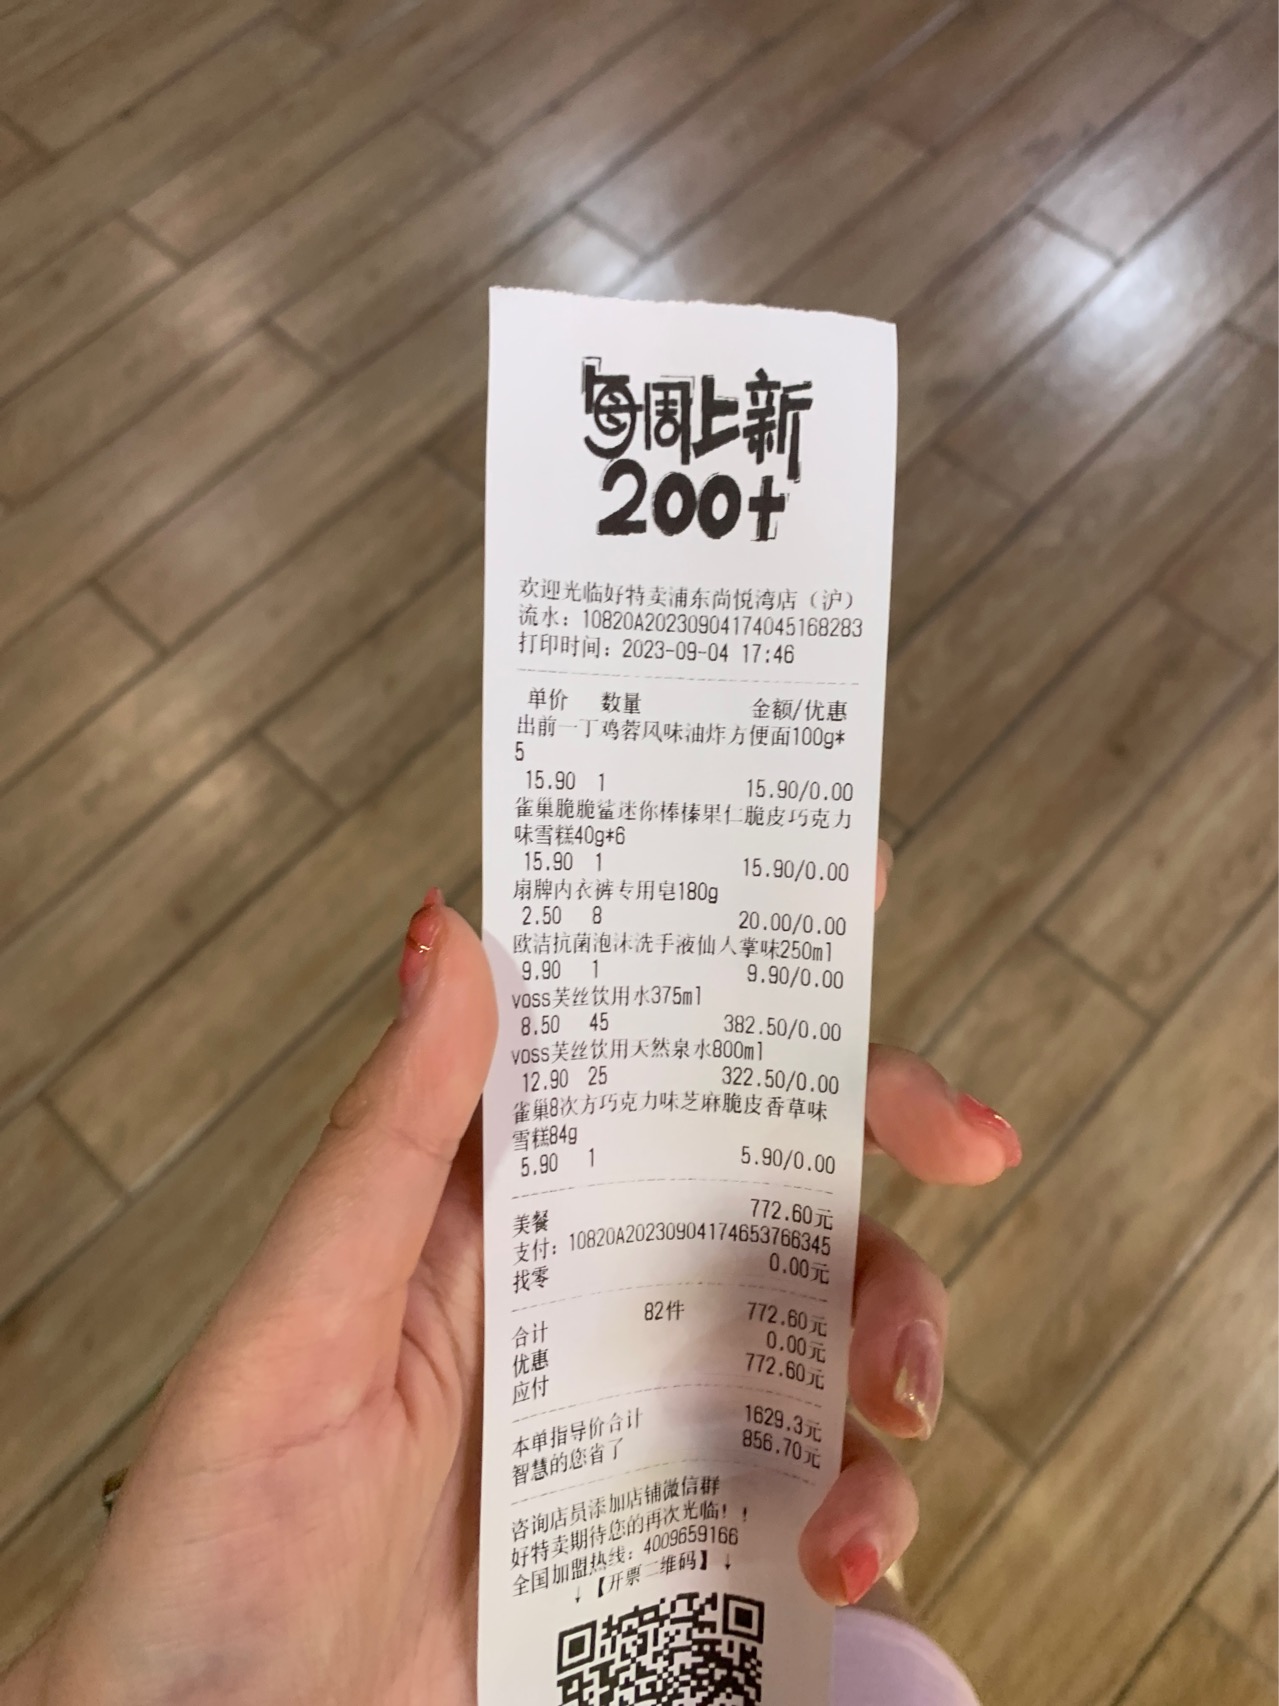 每周上新
200+
欢迎光临好特卖浦东尚悦湾店（沪）
流水：10820A20230904174045168283
打印时间：2023-09-04 17:46
单价 数量 金额/优惠
出前一丁鸡蓉风味油炸方便面100g*
5
15.90 1 15.90/0.00
雀巢脆脆鲨迷你棒榛果仁脆皮巧克力
味雪糕40g*6
15.90 1 15.90/0.00
扇牌内衣裤专用皂180g
2.50 8 20.00/0.00
欧洁抗菌泡沫洗手液仙人掌味250ml
9.90 1 9.90/0.00
voss芙丝饮用水375ml
8.50 45 382.50/0.00
voss芙丝饮用天然泉水800ml
12.90 25 322.50/0.00
雀巢8次方巧克力味芝麻脆皮香草味
雪糕84g
5.90 1 5.90/0.00
美餐 772.60元
支付：10820A20230904174653766345
找零 0.00元
合计 82件 772.60元
优惠 0.00元
应付 772.60元
本单指导价合计 1629.3元
智慧的您省了 856.70元
咨询店员添加店铺微信群
好特卖期待您的再次光临！！
全国加盟热线：4009659166
↓【开票二维码】↓